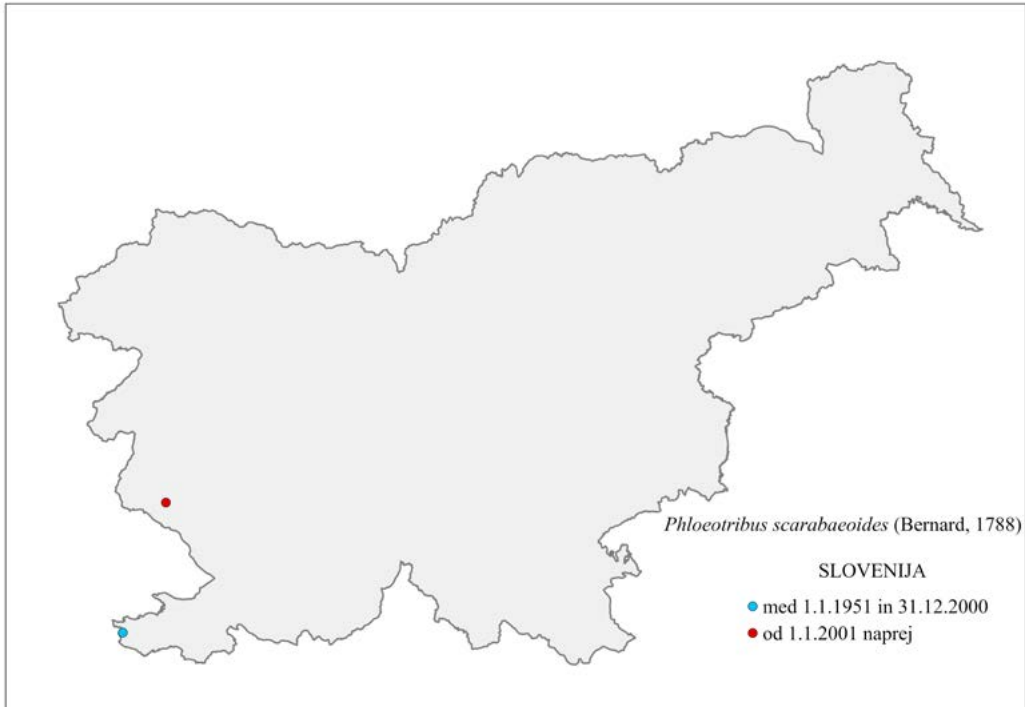 Phloeotribus scarabaeoides (Bernard, 1788)
SLOVENIJA
med 1.1.1951 in 31.12.2000
od 1.1.2001 naprej